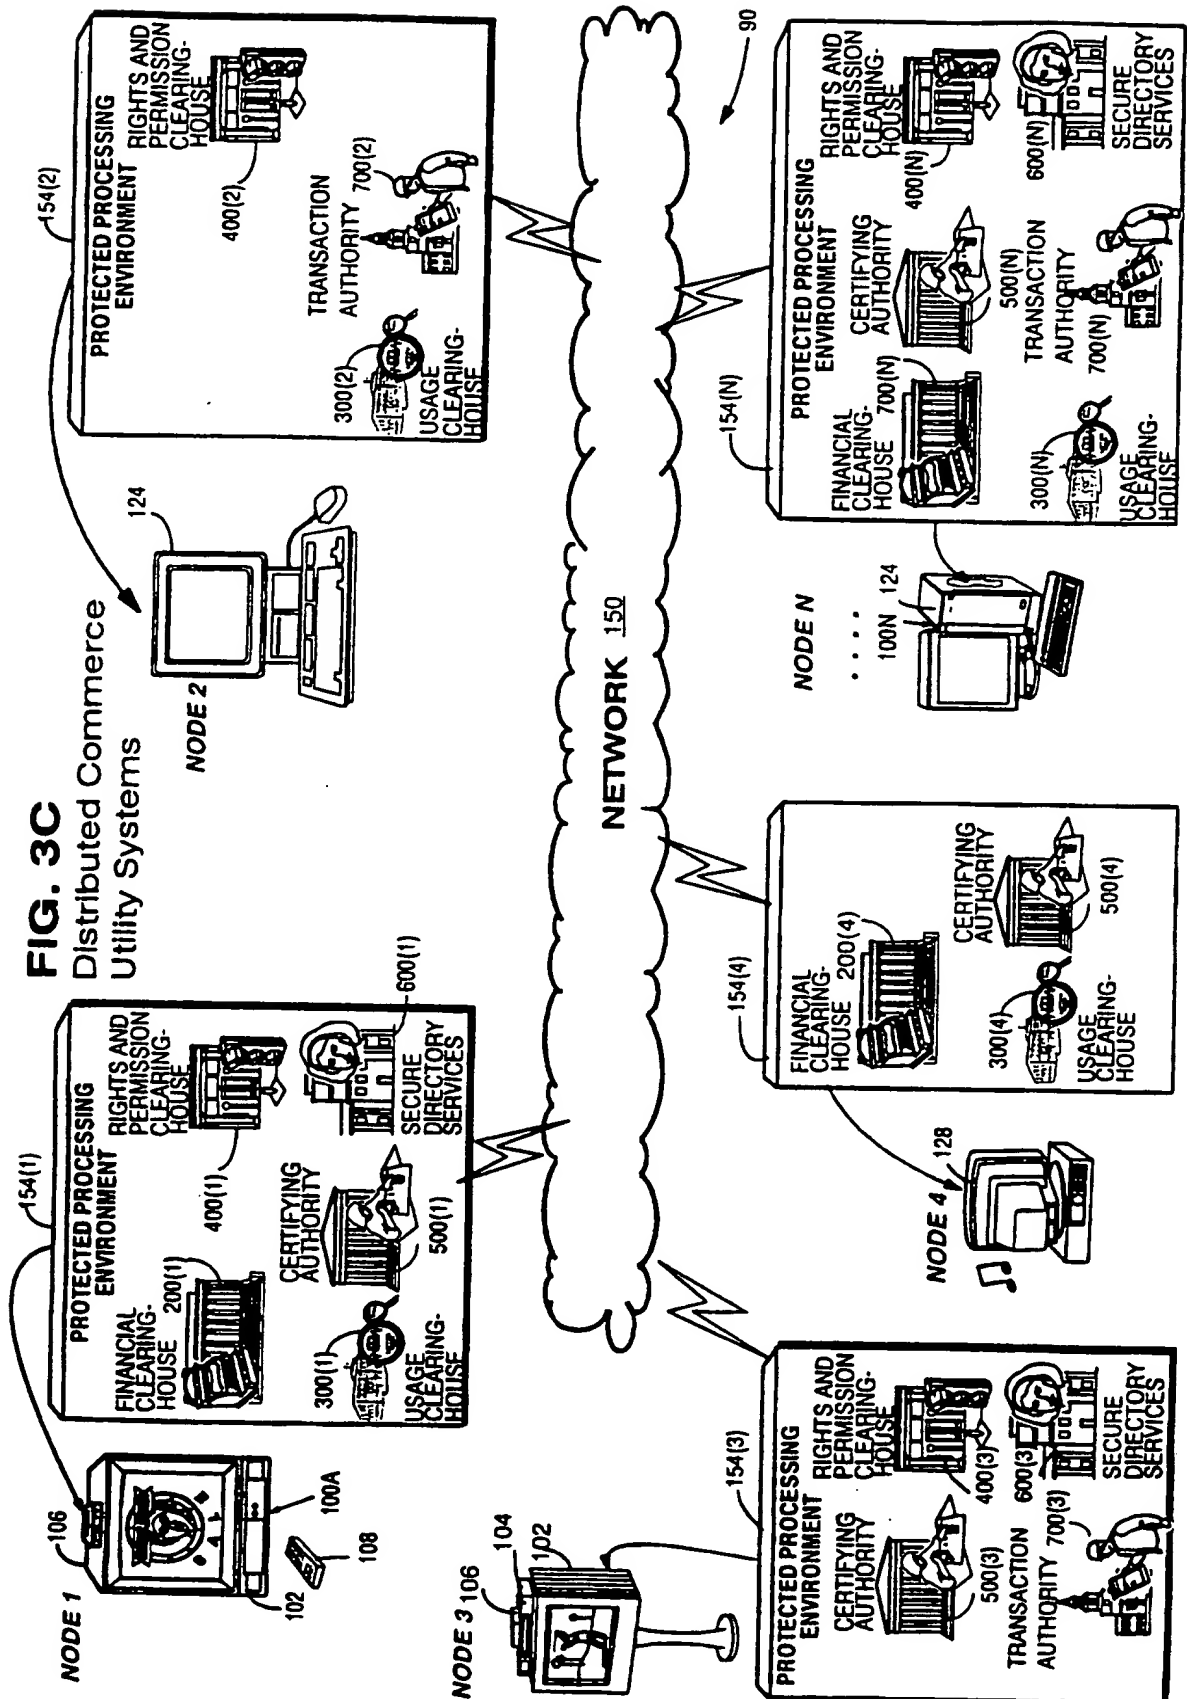 FIG. 3C
Distributed Commerce
Utility Systems
NODE 1
106
102
100A
108
154(1)
PROTECTED PROCESSING
ENVIRONMENT
FINANCIAL
CLEARING-
HOUSE
200(1)
RIGHTS AND
PERMISSION
CLEARING-
HOUSE
400(1)
300(1)
USAGE
CLEARING-
HOUSE
CERTIFYING
AUTHORITY
500(1)
SECURE
DIRECTORY
SERVICES
600(1)
NODE 2
124
154(2)
PROTECTED PROCESSING
ENVIRONMENT
RIGHTS AND
PERMISSION
CLEARING-
HOUSE
400(2)
300(2)
USAGE
CLEARING-
HOUSE
TRANSACTION
AUTHORITY
700(2)
NETWORK 150
90
NODE 3
106
104
102
154(3)
PROTECTED PROCESSING
ENVIRONMENT
CERTIFYING
AUTHORITY
500(3)
RIGHTS AND
PERMISSION
CLEARING-
HOUSE
400(3)
TRANSACTION
AUTHORITY
700(3)
600(3)
SECURE
DIRECTORY
SERVICES
NODE 4
128
154(4)
FINANCIAL
CLEARING-
HOUSE
200(4)
300(4)
USAGE
CLEARING-
HOUSE
CERTIFYING
AUTHORITY
500(4)
NODE N
. . . .
100N
124
154(N)
PROTECTED PROCESSING
ENVIRONMENT
FINANCIAL
CLEARING-
HOUSE
700(N)
CERTIFYING
AUTHORITY
500(N)
RIGHTS AND
PERMISSION
CLEARING-
HOUSE
400(N)
300(N)
USAGE
CLEARING-
HOUSE
TRANSACTION
AUTHORITY
700(N)
600(N)
SECURE
DIRECTORY
SERVICES